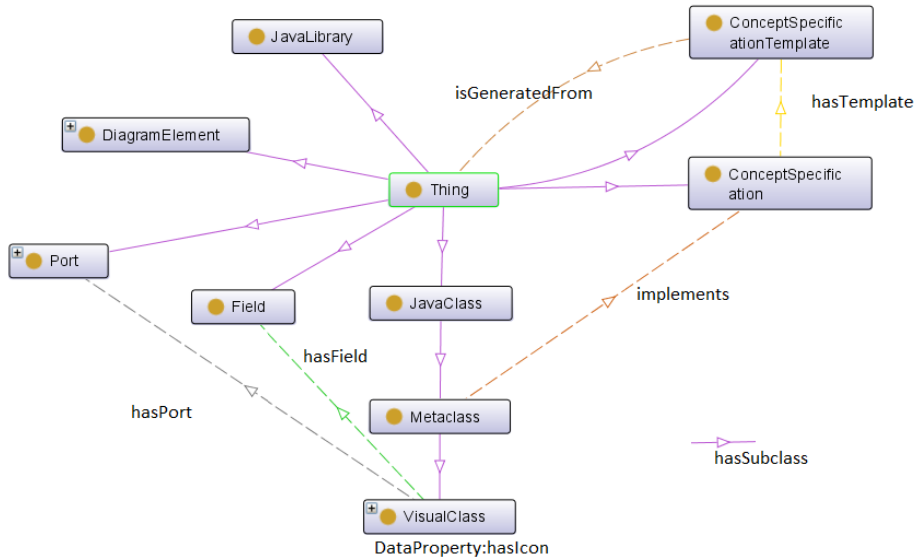 ConceptSpecific
ationTemplate
JavaLibrary
isGeneratedFrom
hasTemplate
DiagramElement
Thing
ConceptSpecific
ation
Port
Field
JavaClass
implements
hasField
hasPort
Metaclass
hasSubclass
VisualClass
DataProperty:hasIcon